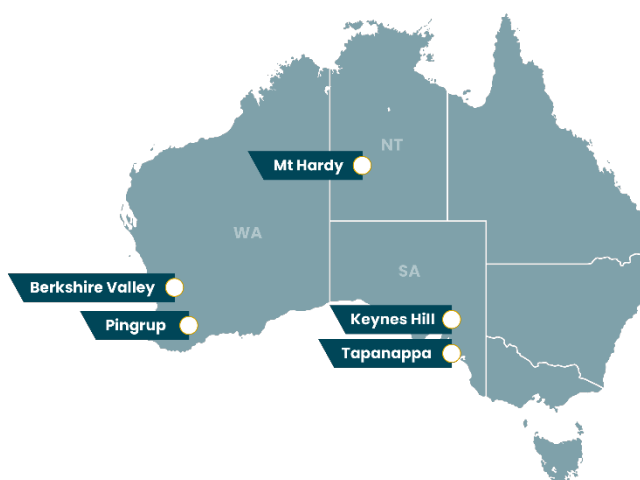 NT
Mt Hardy
WA
SA
Berkshire Valley
Keynes Hill
Pingrup
Tapanappa